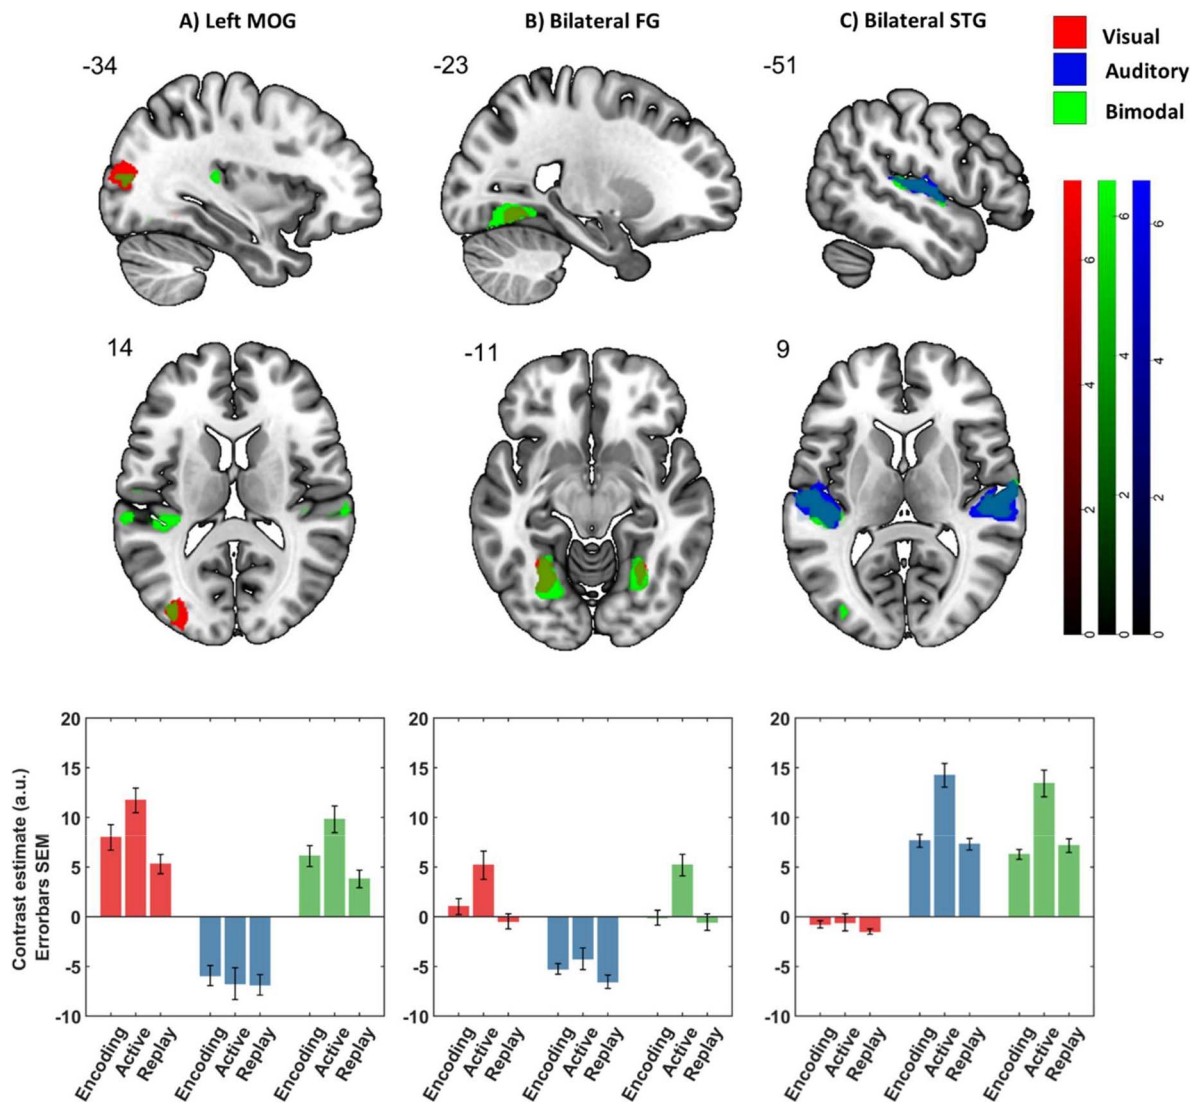 A) Left MOG
B) Bilateral FG
C) Bilateral STG
Visual
Auditory
Bimodal
-34
-23
-51
14
-11
9
6
4
2
0
6
4
2
0
6
4
2
0
Contrast estimate (a.u.)
Errorbars SEM
20
15
10
5
0
-5
-10
Encoding
Active
Replay
Encoding
Active
Replay
Encoding
Active
Replay
20
15
10
5
0
-5
-10
Encoding
Active
Replay
Encoding
Active
Replay
Encoding
Active
Replay
20
15
10
5
0
-5
-10
Encoding
Active
Replay
Encoding
Active
Replay
Encoding
Active
Replay